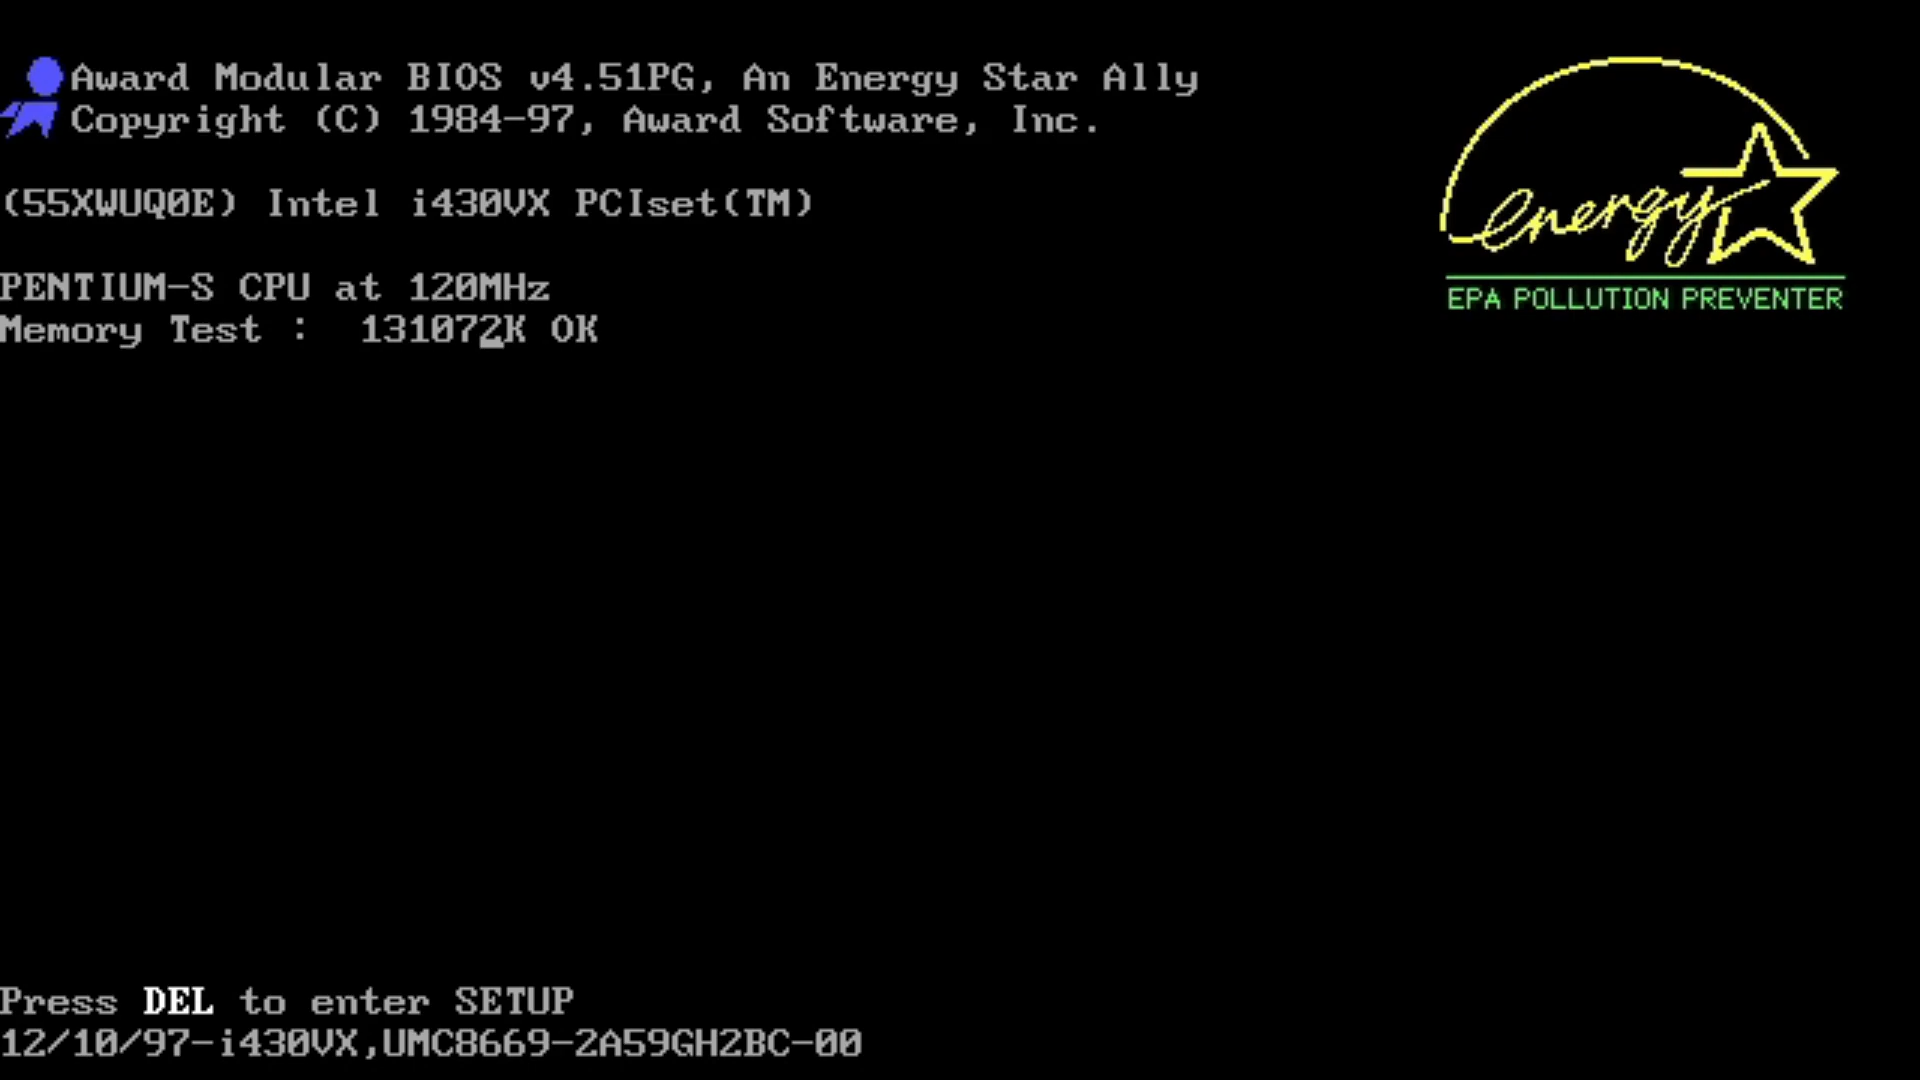 Award Modular BIOS v4.51PG, An Energy Star Ally
Copyright (C) 1984-97, Award Software, Inc.
energy
EPA POLLUTION PREVENTER
(55XWUQ0E) Intel i430VX PCIset(TM)
PENTIUM-S CPU at 120MHz
Memory Test :  131072K OK
Press DEL to enter SETUP
12/10/97-i430VX,UMC8669-2A59GH2BC-00